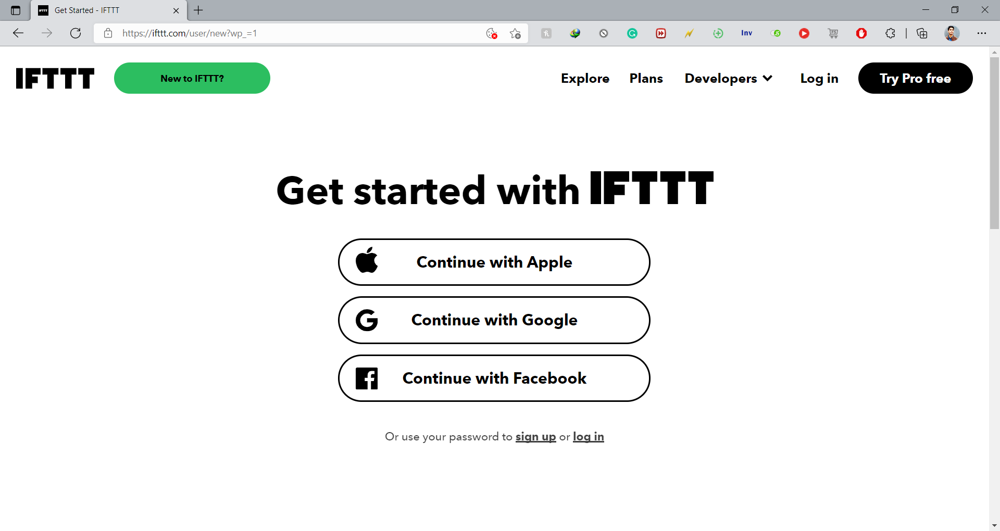 Get Started - IFTTT
https://ifttt.com/user/new?wp_=1
Inv
IFTTT
New to IFTTT?
Explore
Plans
Developers
Log in
Try Pro free
Get started with IFTTT
Continue with Apple
Continue with Google
Continue with Facebook
Or use your password to sign up or log in